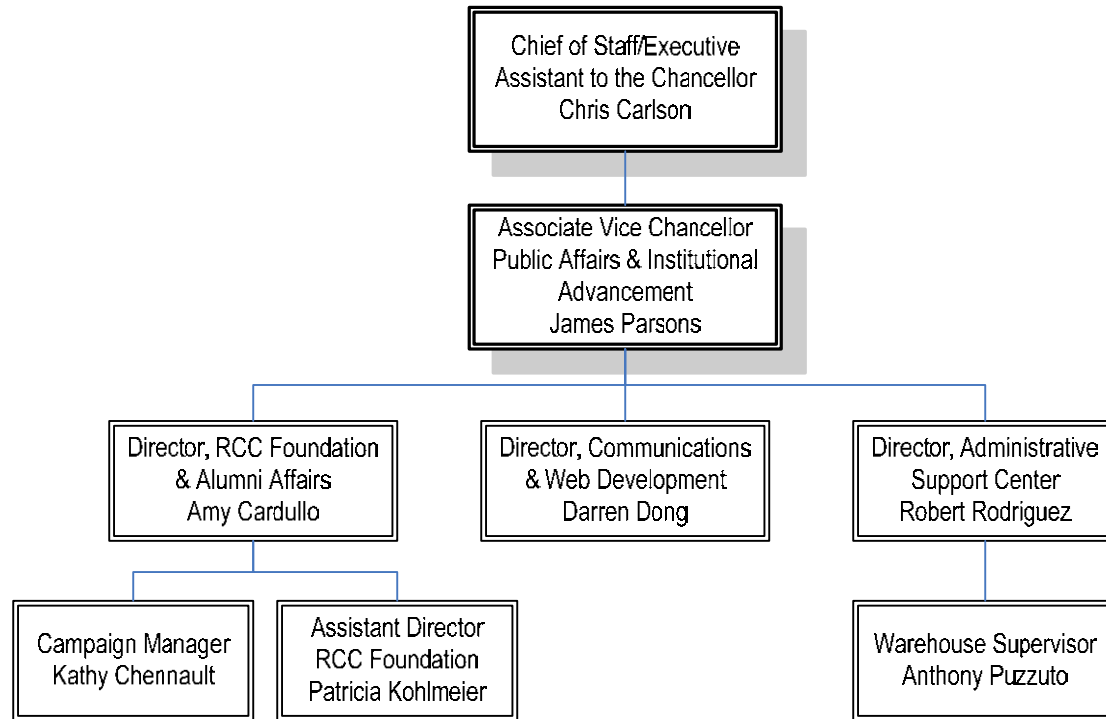 Chief of Staff/Executive
Assistant to the Chancellor
Chris Carlson
Associate Vice Chancellor
Public Affairs & Institutional
Advancement
James Parsons
Director, RCC Foundation
& Alumni Affairs
Amy Cardullo
Director, Communications
& Web Development
Darren Dong
Director, Administrative
Support Center
Robert Rodriguez
Campaign Manager
Kathy Chennault
Assistant Director
RCC Foundation
Patricia Kohlmeier
Warehouse Supervisor
Anthony Puzzuto